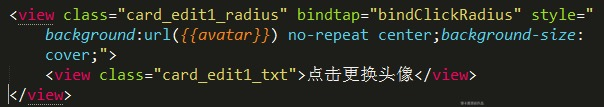 <view class="card_edit1_radius" bindtap="bindClickRadius" style="
background:url({{avatar}}) no-repeat center;background-size:
cover;">
<view class="card_edit1_txt">点击更换头像</view>
</view>